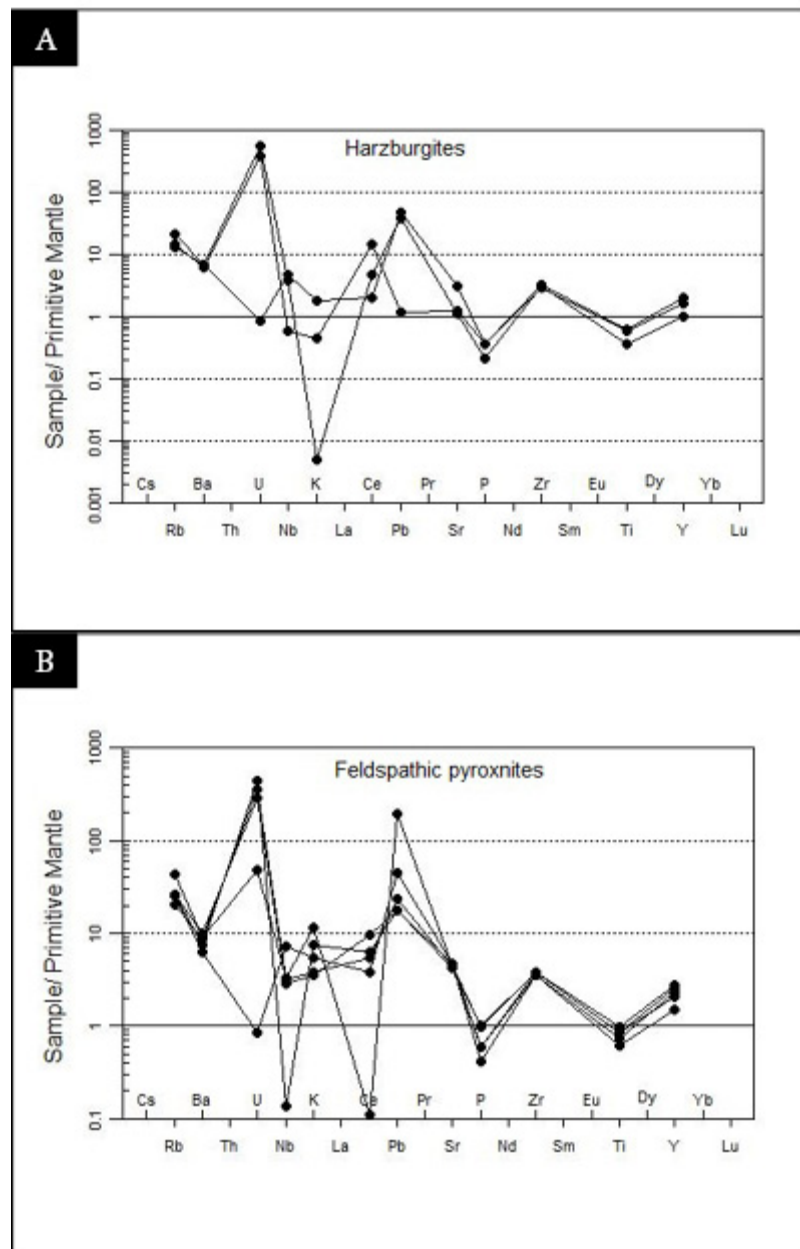 A
Harzburgites
Sample/ Primitive Mantle
1000
100
10
1
0.1
0.01
0.001
Cs Ba U K Ce Pr P Zr Eu Dy Yb
Rb Th Nb La Pb Sr Nd Sm Ti Y Lu
B
Feldspathic pyroxnites
Sample/ Primitive Mantle
1000
100
10
1
0.1
Cs Ba U K Ce Pr P Zr Eu Dy Yb
Rb Th Nb La Pb Sr Nd Sm Ti Y Lu